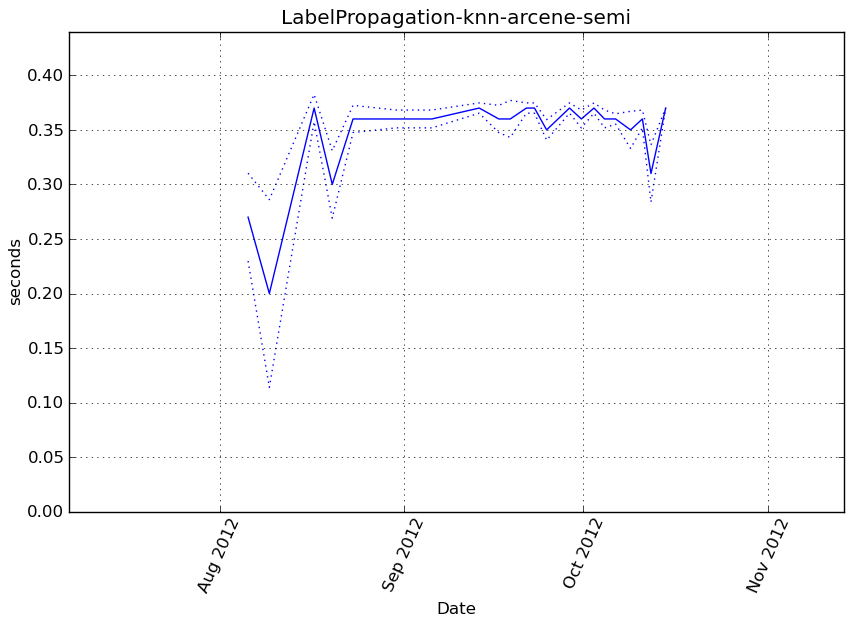 LabelPropagation-knn-arcene-semi
0.40
0.35
0.30
0.25
0.20
0.15
0.10
0.05
0.00
seconds
Aug 2012
Sep 2012
Oct 2012
Nov 2012
Date